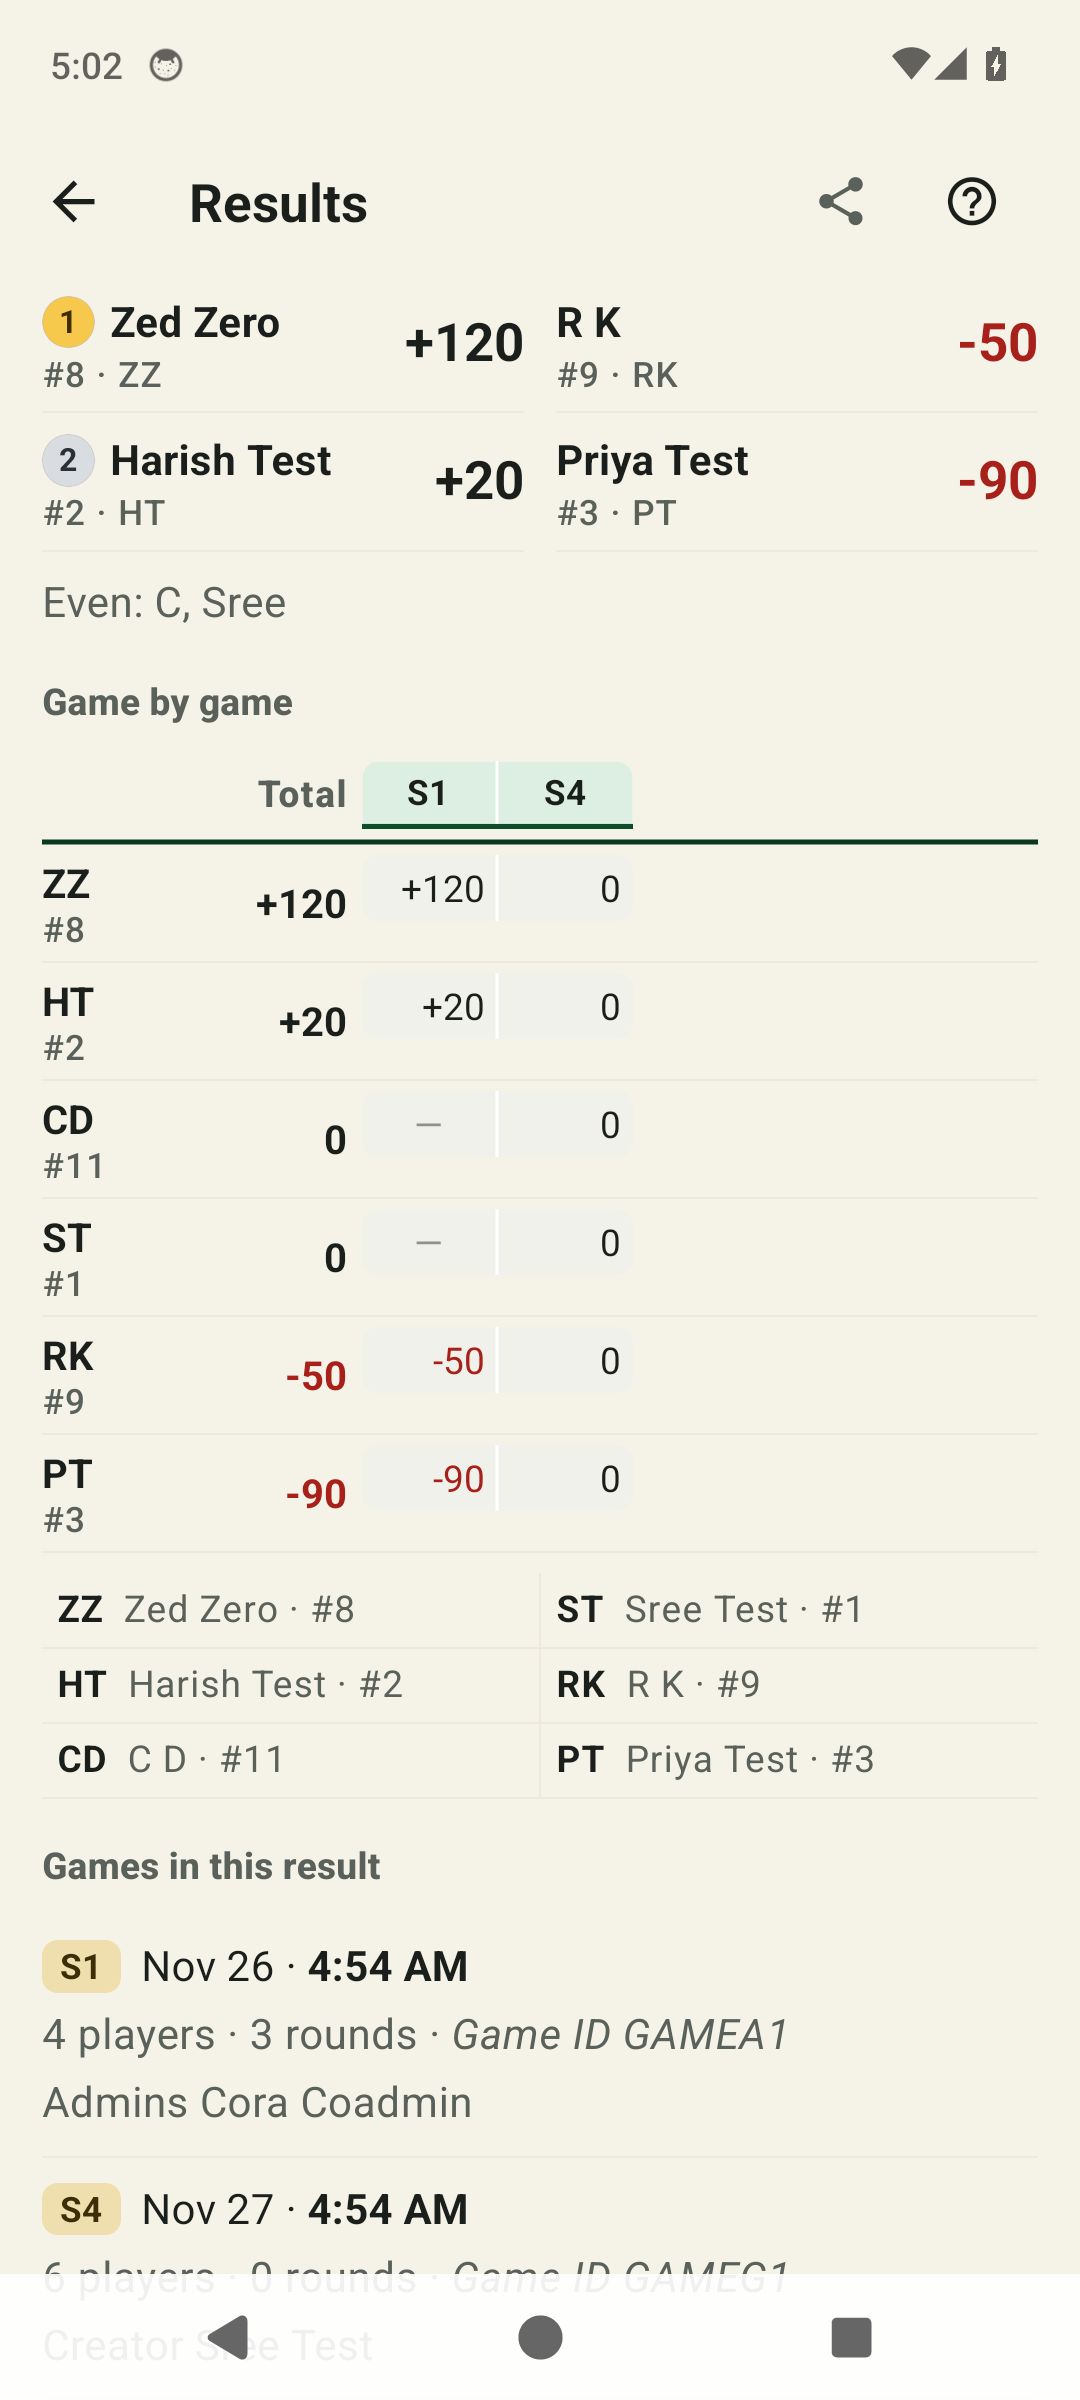 5:02
Results
1 Zed Zero +120
#8 · ZZ
R K -50
#9 · RK
2 Harish Test +20
#2 · HT
Priya Test -90
#3 · PT
Even: C, Sree
Game by game
Total S1 S4
ZZ +120 +120 0
#8
HT +20 +20 0
#2
CD 0 — 0
#11
ST 0 — 0
#1
RK -50 -50 0
#9
PT -90 -90 0
#3
ZZ Zed Zero · #8
ST Sree Test · #1
HT Harish Test · #2
RK R K · #9
CD C D · #11
PT Priya Test · #3
Games in this result
S1 Nov 26 · 4:54 AM
4 players · 3 rounds · Game ID GAMEA1
Admins Cora Coadmin
S4 Nov 27 · 4:54 AM
6 players · 0 rounds · Game ID GAMEG1
Creator Sree Test